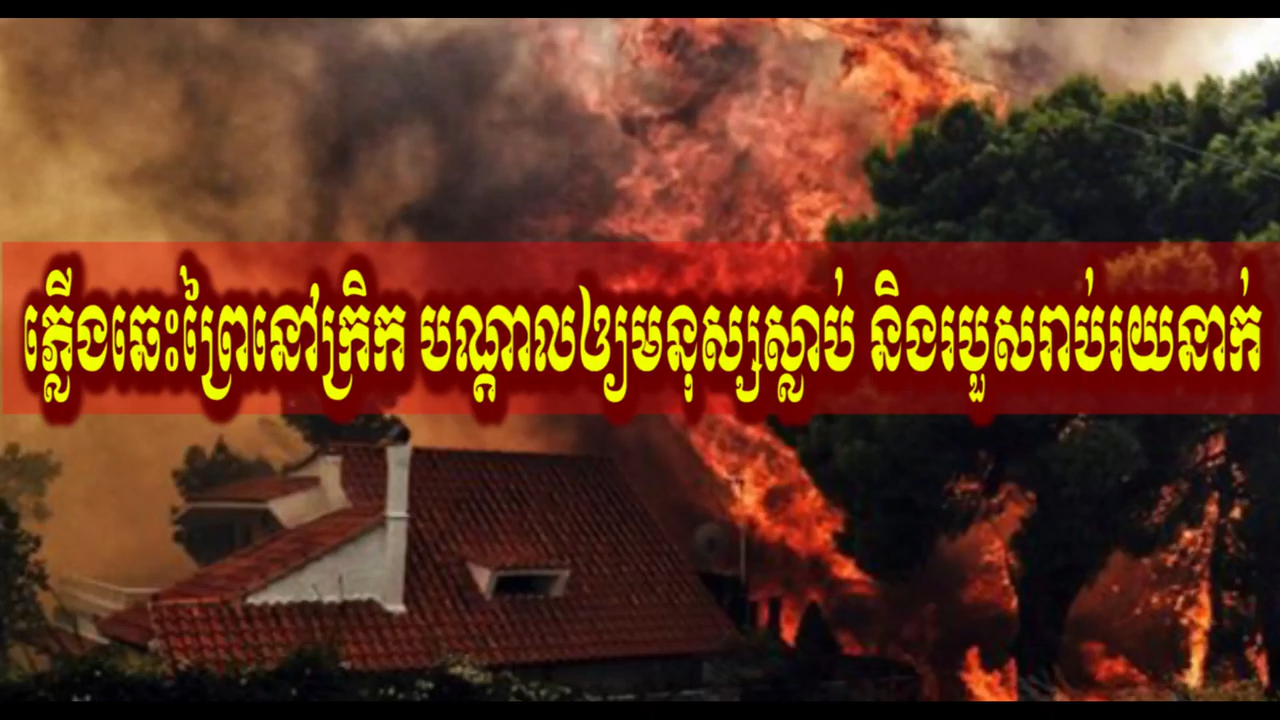 ភ្លើងឆេះព្រៃនៅក្រិក បណ្តាលឲ្យមនុស្សស្លាប់ និងរបួសរាប់រយនាក់